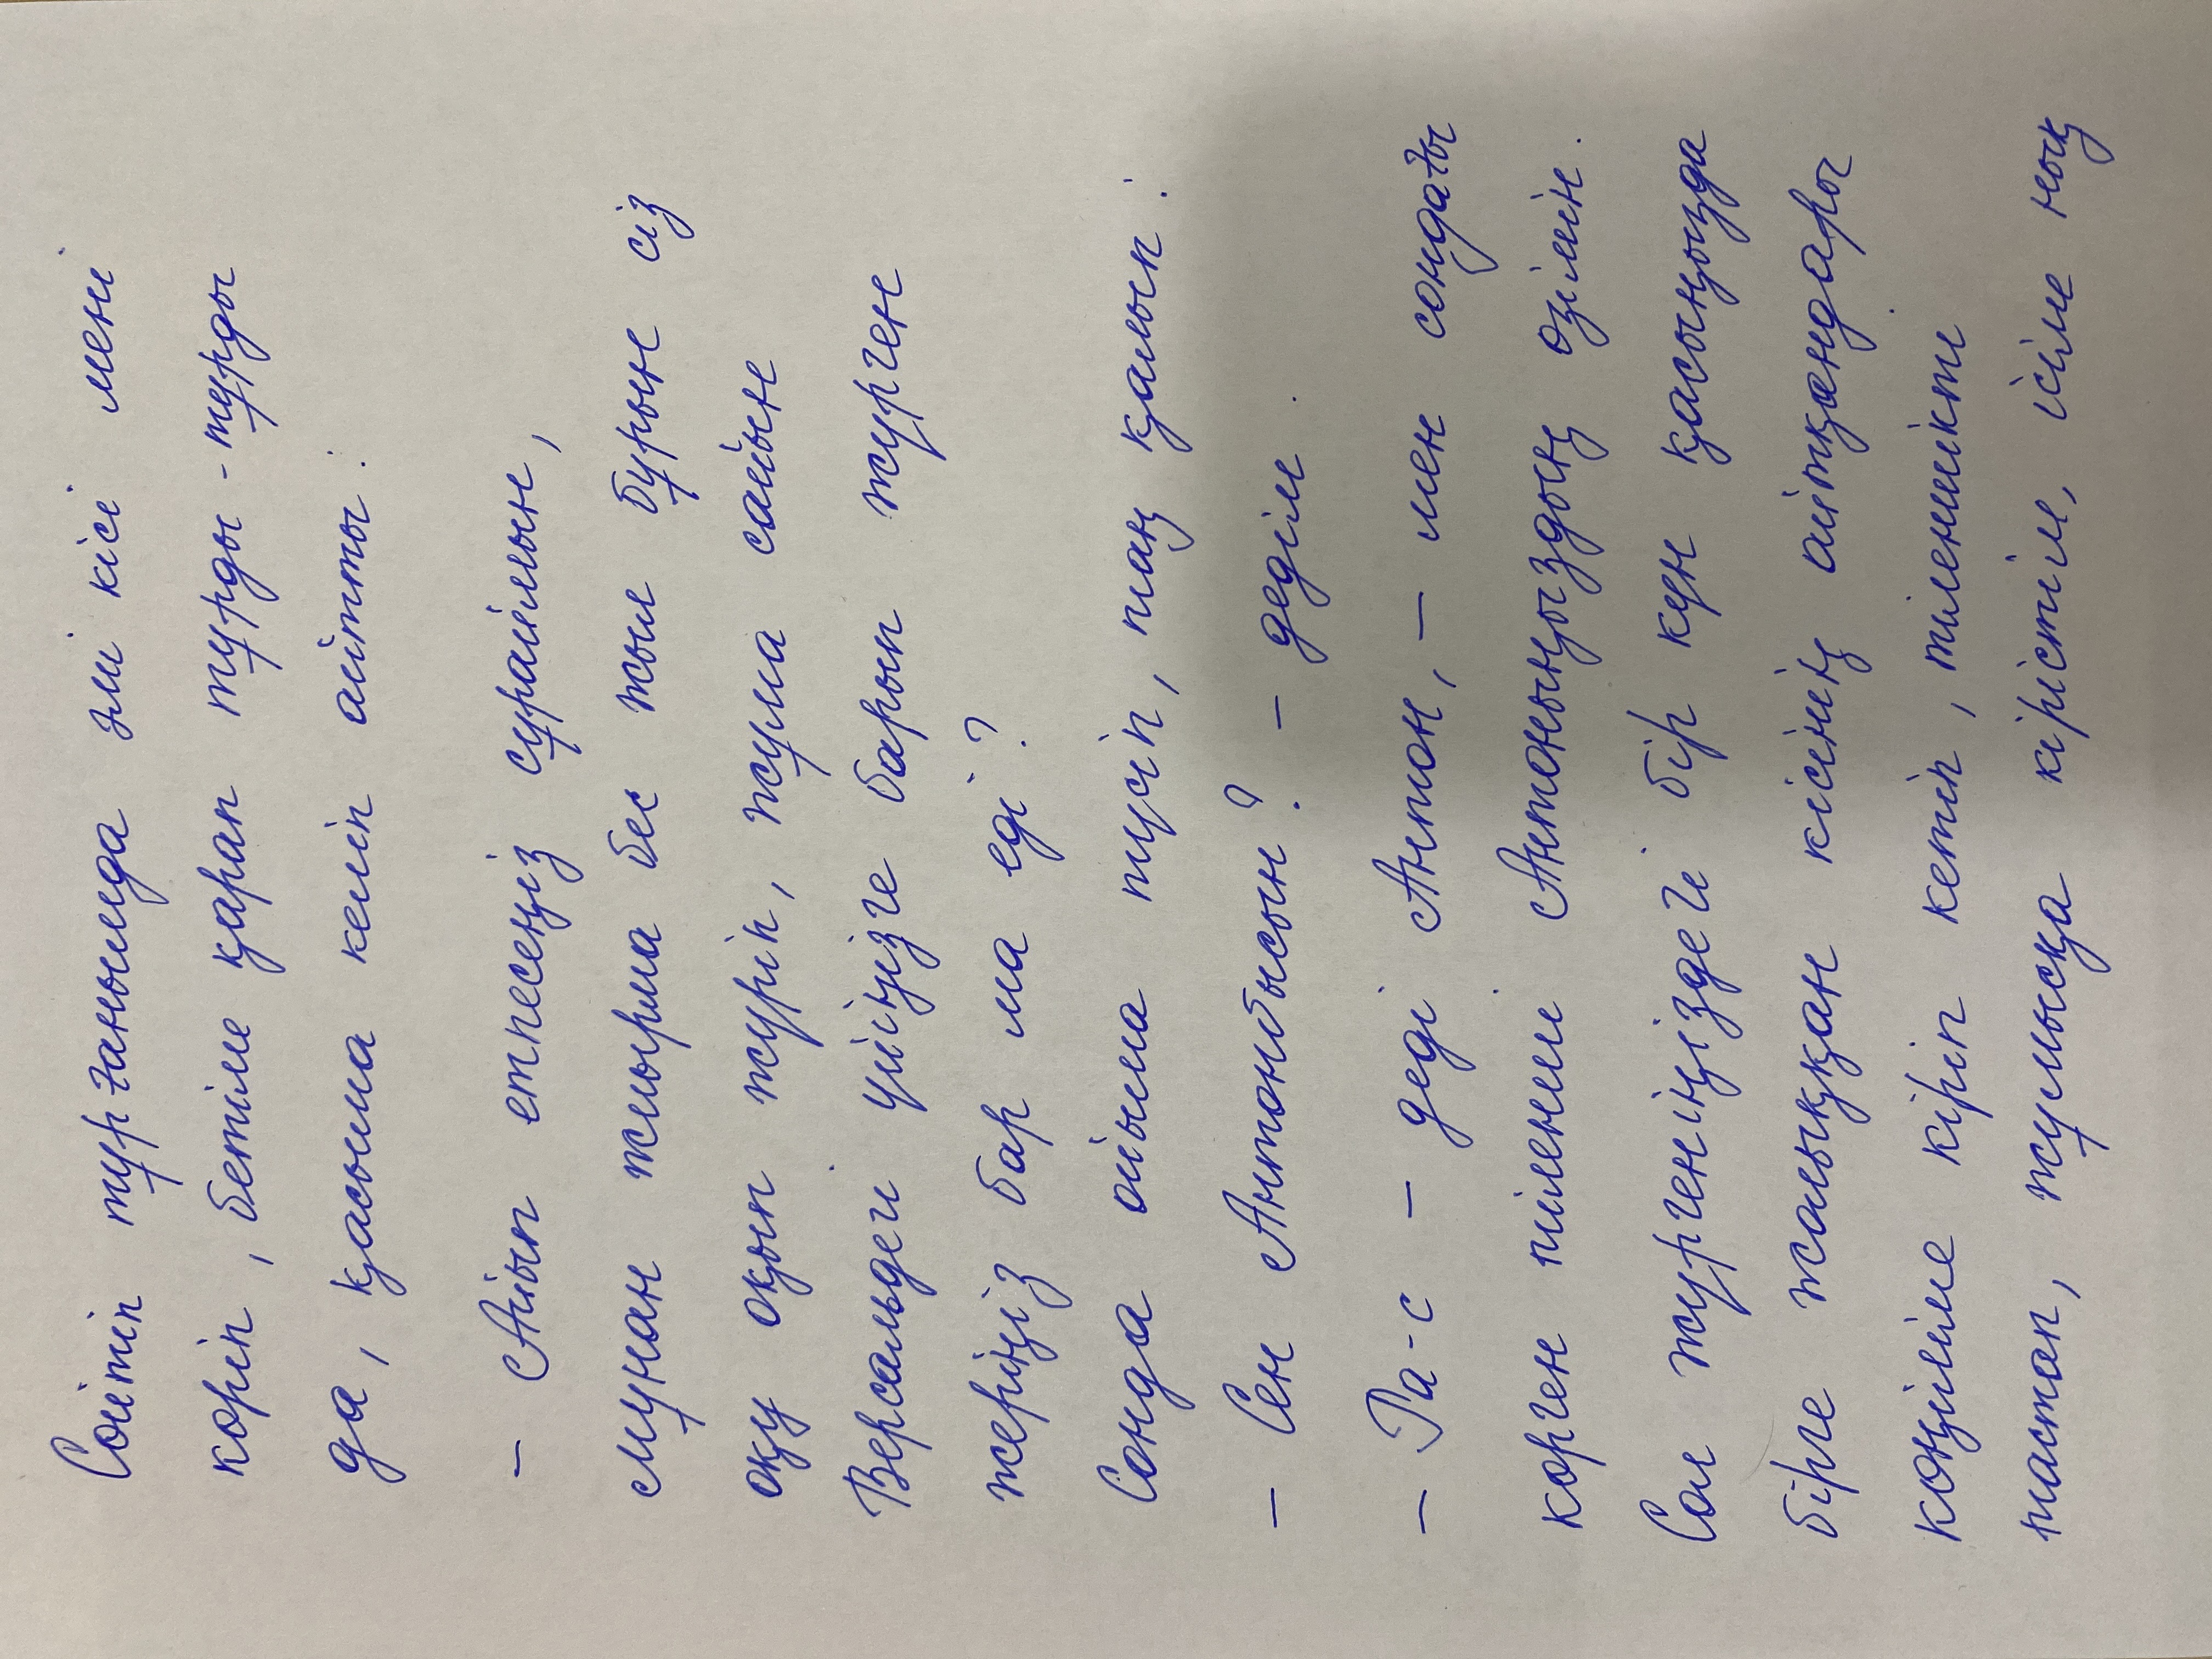 Сөйтіп тұрғанымда әлгі кісі мені
көріп, бетіме қарап тұрды-тұрды
да, қасыма келіп айтты:
— Айып етпесеңіз сұраймын,
мұнан жиырма бес жыл бұрын сіз
оқу оқып жүріп, жұма сайын
Версальдегі үйіңізге барып жүрген
жеріңіз бар ма еді?
Сонда ойыма түсіп, таң қалып:
— Сен Антонбысың? — дедім.
— Ра-с — деді Антон, — мен сондағы
көрген тіленші Антоныңыздың өзімін.
Сол жүргеніңіздегі бір күн қасыңызда
бірге жолыққан кісінің айтқандары
көңіліме кіріп кетіп, тіленшікті
тастап, жұмысқа кірістім, ісіме нық